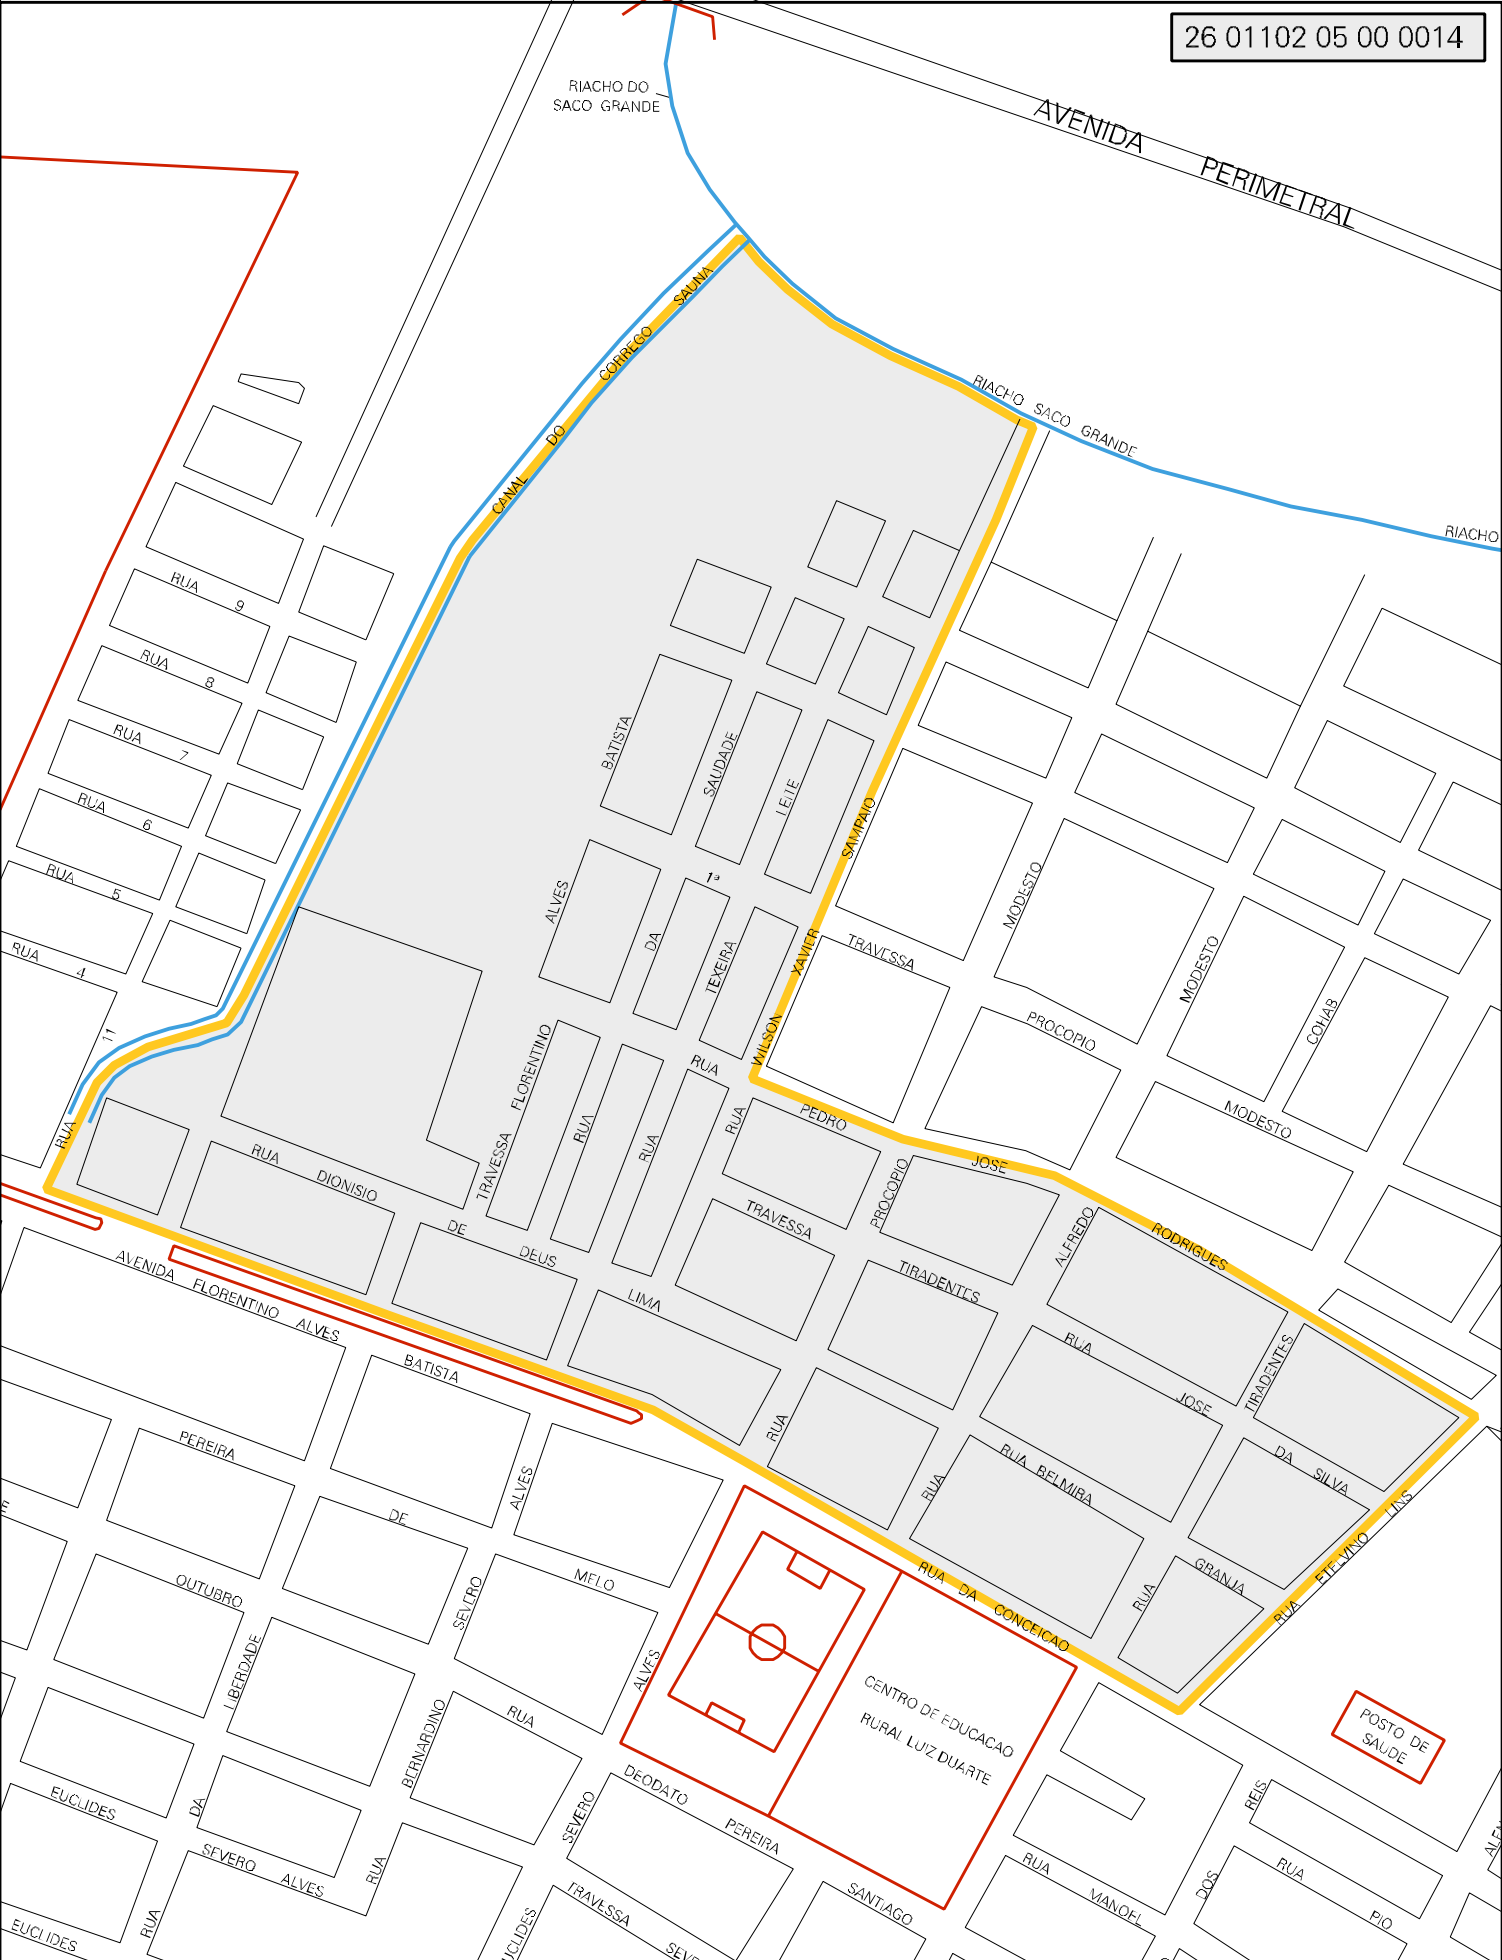 26 01102 05 00 0014
RIACHO DO
SACO GRANDE
AVENIDA PERIMETRAL
CANAL DO CORREGO SAUNA
RIACHO SACO GRANDE
RIACHO
RUA 9
RUA 8
RUA 7
RUA 6
RUA 5
RUA 4
RUA 11
TRAVESSA FLORENTINO ALVES BATISTA
RUA DA SAUDADE
RUA TEXEIRA LEITE
1ª
RUA
RUA WILSON XAVIER SAMPAIO
TRAVESSA
PROCOPIO
MODESTO
MODESTO
MODESTO
COHAB
RUA DIONISIO
DE DEUS
LIMA
PEDRO
JOSE
RODRIGUES
RUA PROCOPIO
TRAVESSA
TIRADENTES
RUA ALFREDO
RUA JOSE
DA SILVA
RUA TIRADENTES
RUA BELMIRA
GRANJA
RUA ETELVINO LINS
AVENIDA FLORENTINO ALVES
BATISTA
RUA DA CONCEICAO
PEREIRA
DE
MELO
OUTUBRO
SEVERO ALVES
SEVERO ALVES
RUA DA LIBERDADE
RUA BERNARDINO
RUA
DEODATO
PEREIRA
SANTIAGO
CENTRO DE EDUCACAO
RURAL LUIZ DUARTE
POSTO DE
SAUDE
EUCLIDES
SEVERO
ALVES
EUCLIDES
TRAVESSA
RUA
MANOEL
DOS REIS
RUA
PIO